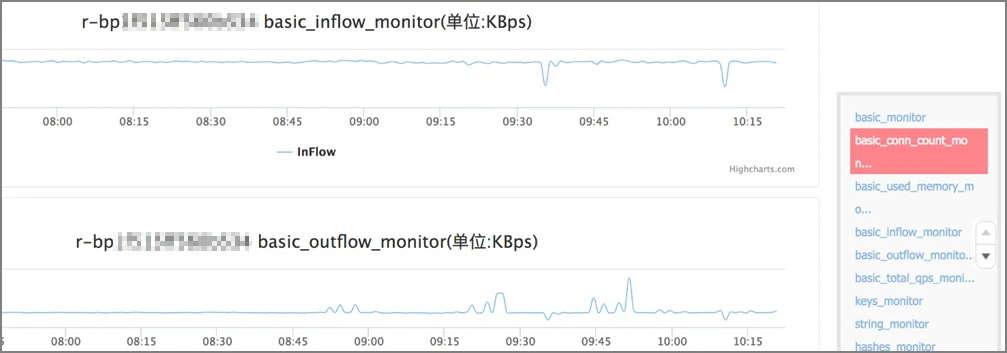 r-bp basic_inflow_monitor(单位:KBps)
08:00 08:15 08:30 08:45 09:00 09:15 09:30 09:45 10:00 10:15
InFlow
Highcharts.com
r-bp basic_outflow_monitor(单位:KBps)
08:00 08:15 08:30 08:45 09:00 09:15 09:30 09:45 10:00 10:15
basic_monitor
basic_conn_count_mo
n...
basic_used_memory_m
o...
basic_inflow_monitor
basic_outflow_monito...
basic_total_qps_moni...
keys_monitor
string_monitor
hashes_monitor